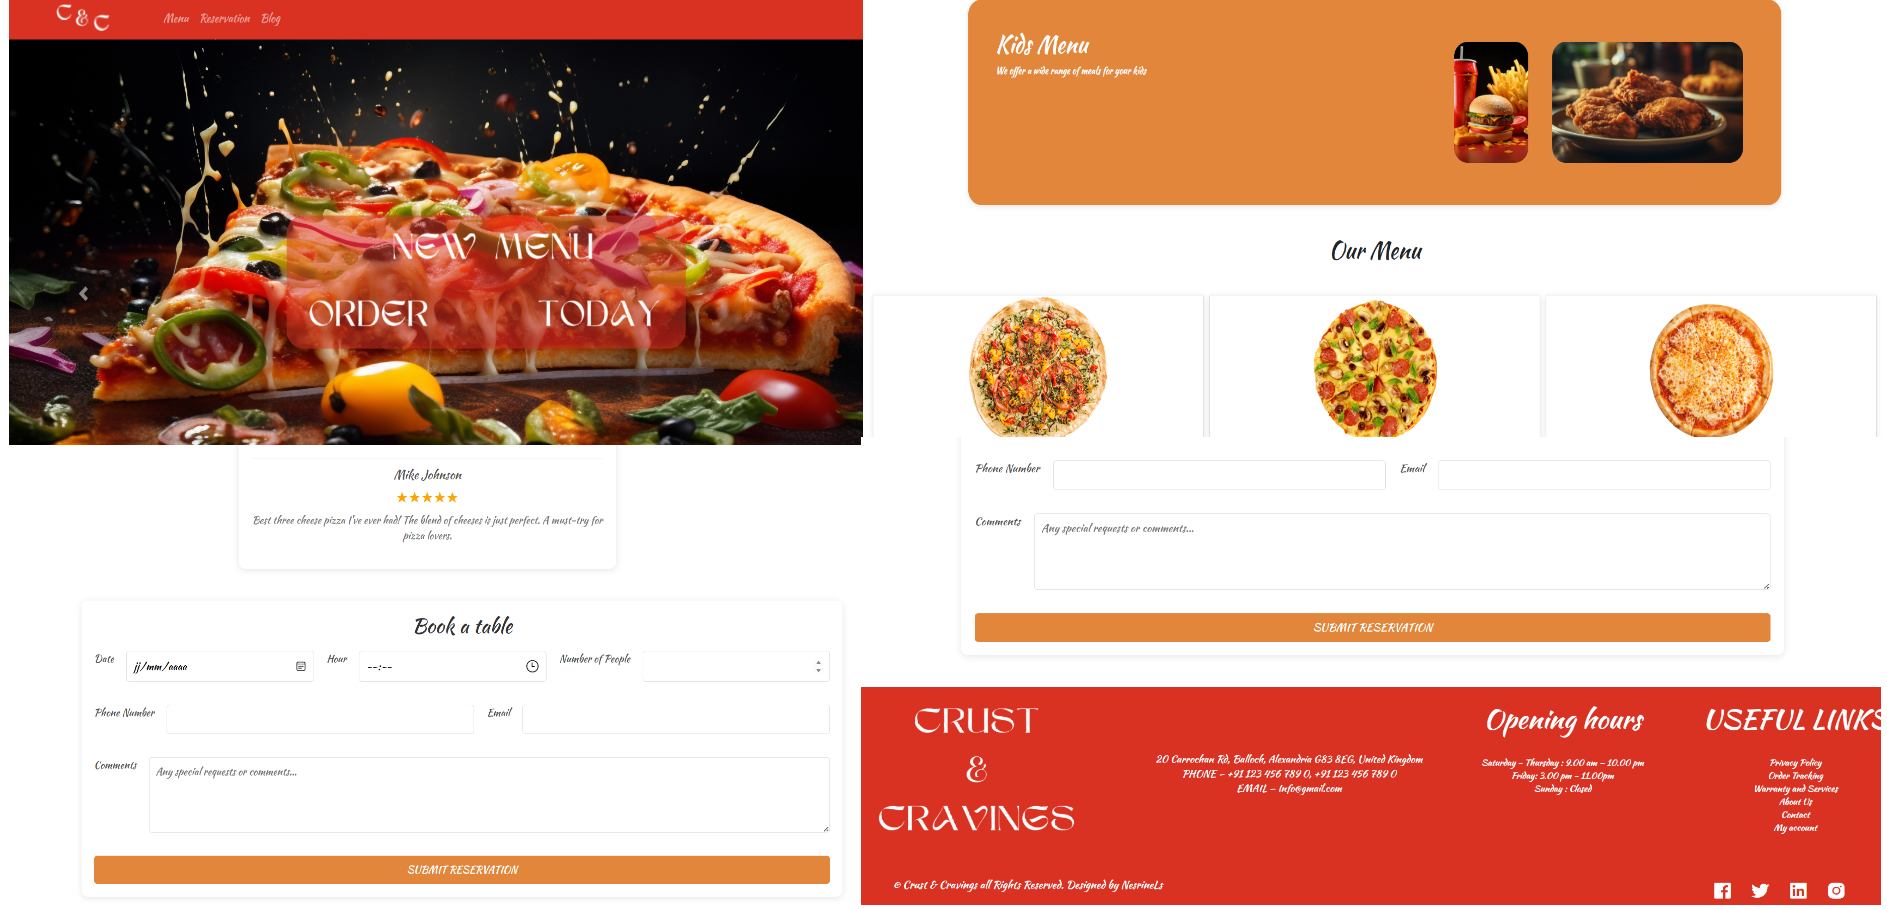 C & C
Menu Reservation Blog
NEW MENU
ORDER TODAY
Kids Menu
We offer a wide range of meals for your kids
Our Menu
Mike Johnson
★★★★★
Best three cheese pizza I've ever had! The blend of cheeses is just perfect. A must-try for
pizza lovers.
Book a table
Date jj/mm/aaaa Hour --:-- Number of People
Phone Number Email
Comments Any special requests or comments...
SUBMIT RESERVATION
Phone Number Email
Comments Any special requests or comments...
SUBMIT RESERVATION
CRUST
&
CRAVINGS
20 Carrochan Rd, Balloch, Alexandria G83 8EG, United Kingdom
PHONE – +91 123 456 789 0, +91 123 456 789 0
EMAIL – Info@gmail.com
Opening hours
Saturday – Thursday : 9.00 am – 10.00 pm
Friday: 3.00 pm – 11.00pm
Sunday : Closed
USEFUL LINKS
Privacy Policy
Order Tracking
Warranty and Services
About Us
Contact
My account
© Crust & Cravings all Rights Reserved. Designed by NesrineLs